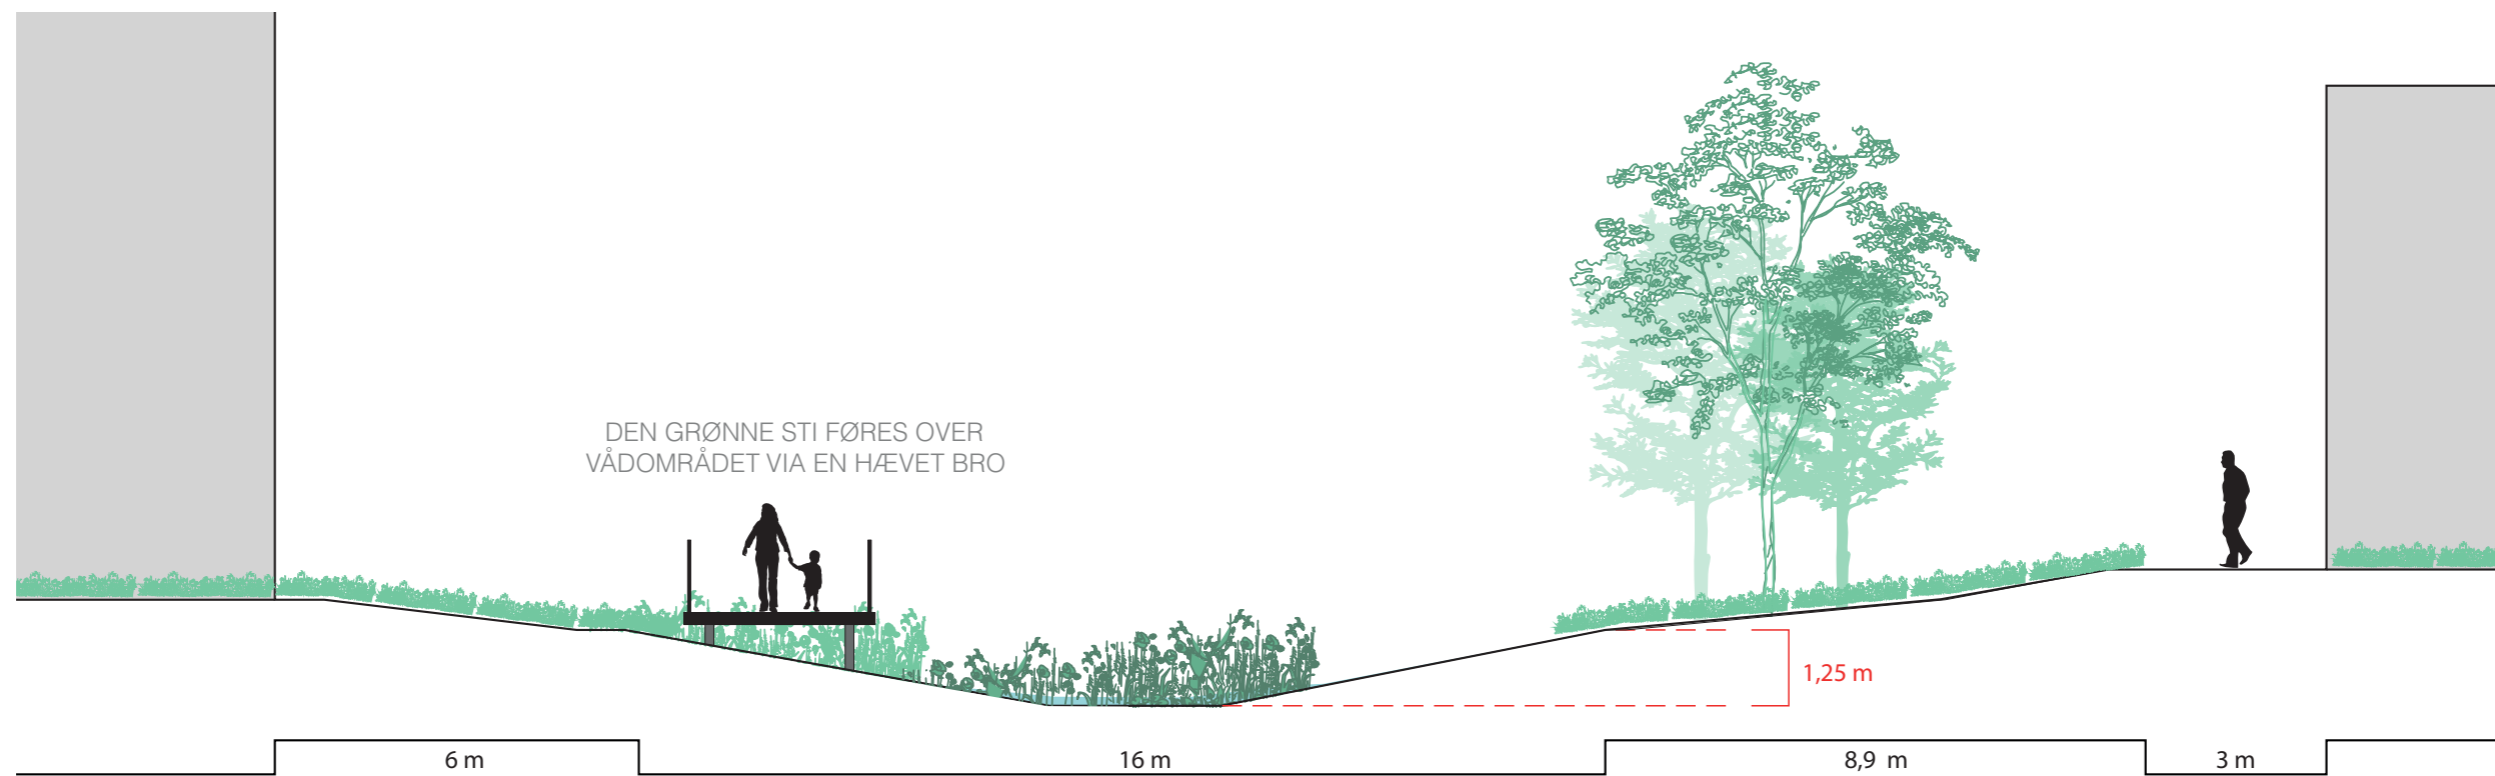 DEN GRØNNE STI FØRES OVER
VÅDOMRÅDET VIA EN HÆVET BRO
1,25 m
6 m
16 m
8,9 m
3 m